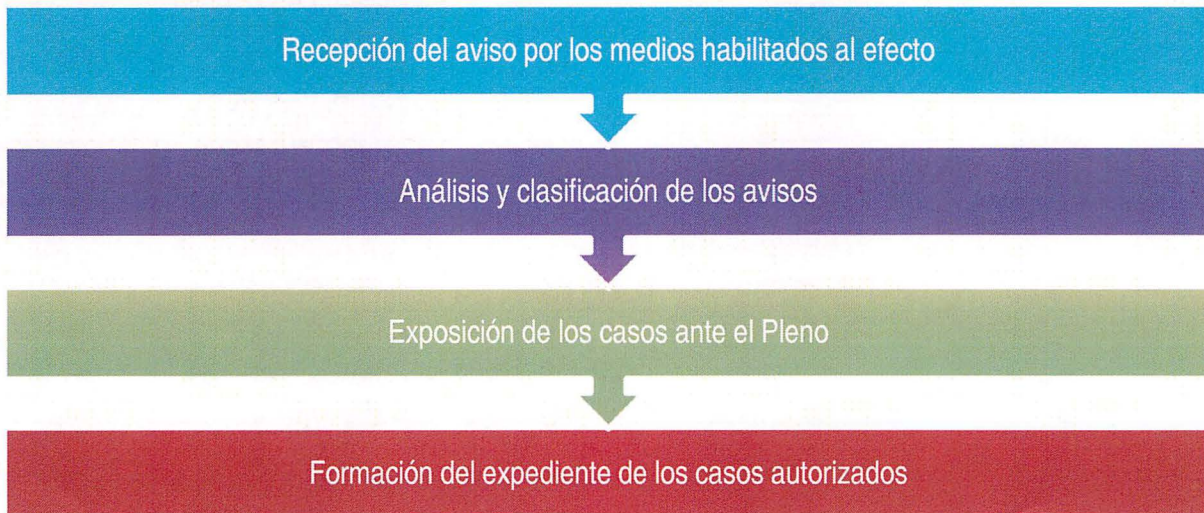 Recepción del aviso por los medios habilitados al efecto
Análisis y clasificación de los avisos
Exposición de los casos ante el Pleno
Formación del expediente de los casos autorizados